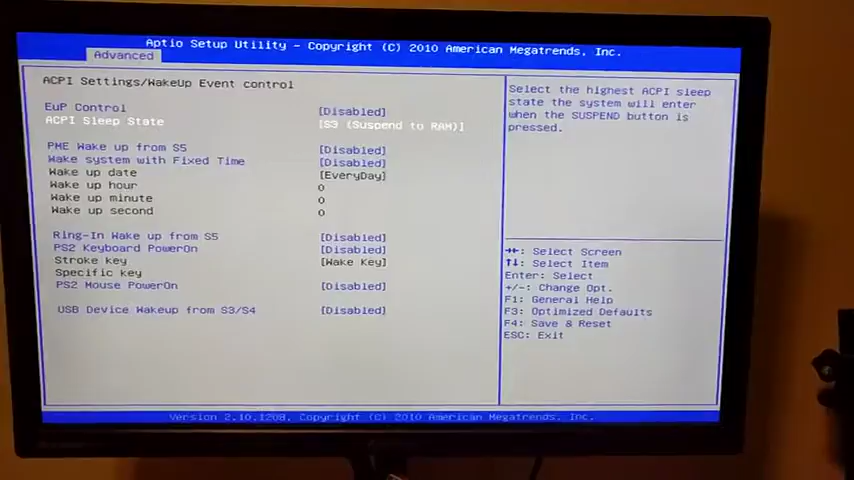 Aptio Setup Utility - Copyright (C) 2010 American Megatrends, Inc.
Advanced
ACPI Settings/WakeUp Event control
EuP Control [Disabled]
ACPI Sleep State [S3 (Suspend to RAM)]
PME Wake up from S5 [Disabled]
Wake system with Fixed Time [Disabled]
Wake up date [EveryDay]
Wake up hour 0
Wake up minute 0
Wake up second 0
Ring-In Wake up from S5 [Disabled]
PS2 Keyboard PowerOn [Disabled]
Stroke key [Wake Key]
Specific key
PS2 Mouse PowerOn [Disabled]
USB Device Wakeup from S3/S4 [Disabled]
Select the highest ACPI sleep
state the system will enter
when the SUSPEND button is
pressed.
→←: Select Screen
↑↓: Select Item
Enter: Select
+/-: Change Opt.
F1: General Help
F3: Optimized Defaults
F4: Save & Reset
ESC: Exit
Version 2.10.1208. Copyright (C) 2010 American Megatrends, Inc.